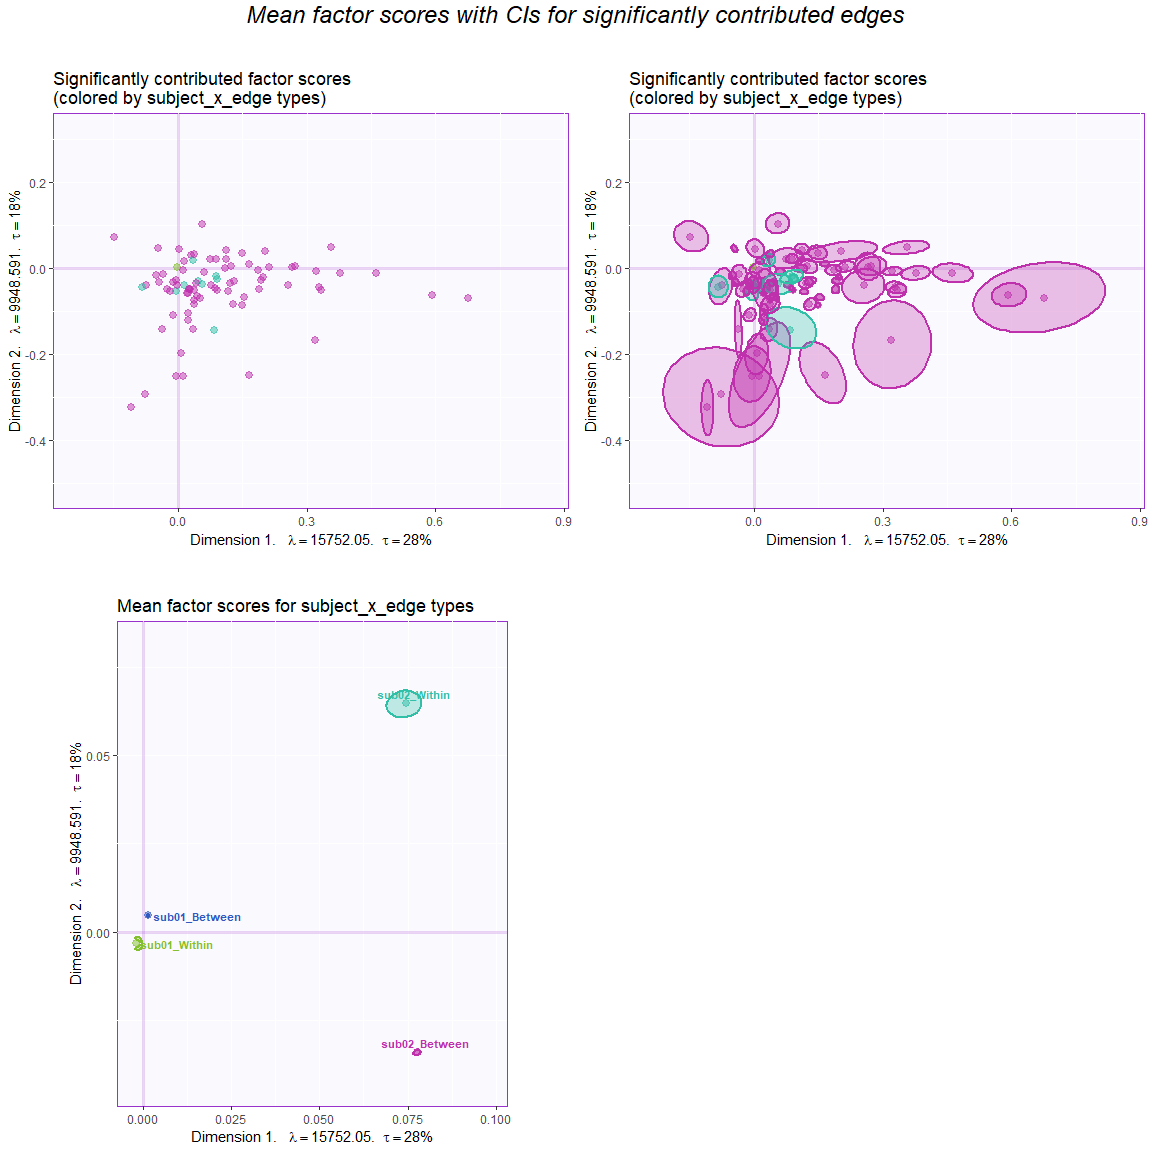 Mean factor scores with CIs for significantly contributed edges
Significantly contributed factor scores
(colored by subject_x_edge types)
Dimension 2. λ = 9948.591. τ = 18%
0.2
0.0
-0.2
-0.4
0.0 0.3 0.6 0.9
Dimension 1. λ = 15752.05. τ = 28%
Significantly contributed factor scores
(colored by subject_x_edge types)
Dimension 2. λ = 9948.591. τ = 18%
0.2
0.0
-0.2
-0.4
0.0 0.3 0.6 0.9
Dimension 1. λ = 15752.05. τ = 28%
Mean factor scores for subject_x_edge types
Dimension 2. λ = 9948.591. τ = 18%
sub02_Within
0.05
sub01_Between
0.00
sub01_Within
sub02_Between
0.000 0.025 0.050 0.075 0.100
Dimension 1. λ = 15752.05. τ = 28%